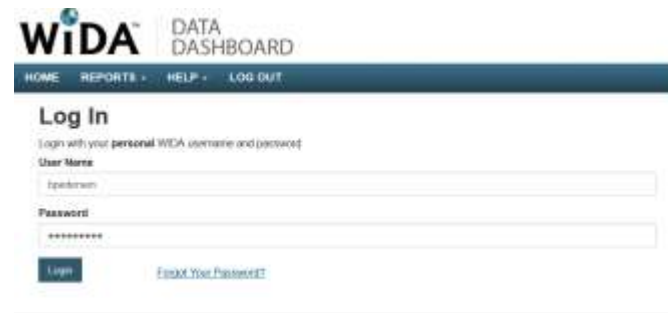 WiDA DATA
DASHBOARD
HOME REPORTS HELP LOG OUT
Log In
Login with your personal WIDA username and password
User Name
Password
*********
Login Forgot Your Password?